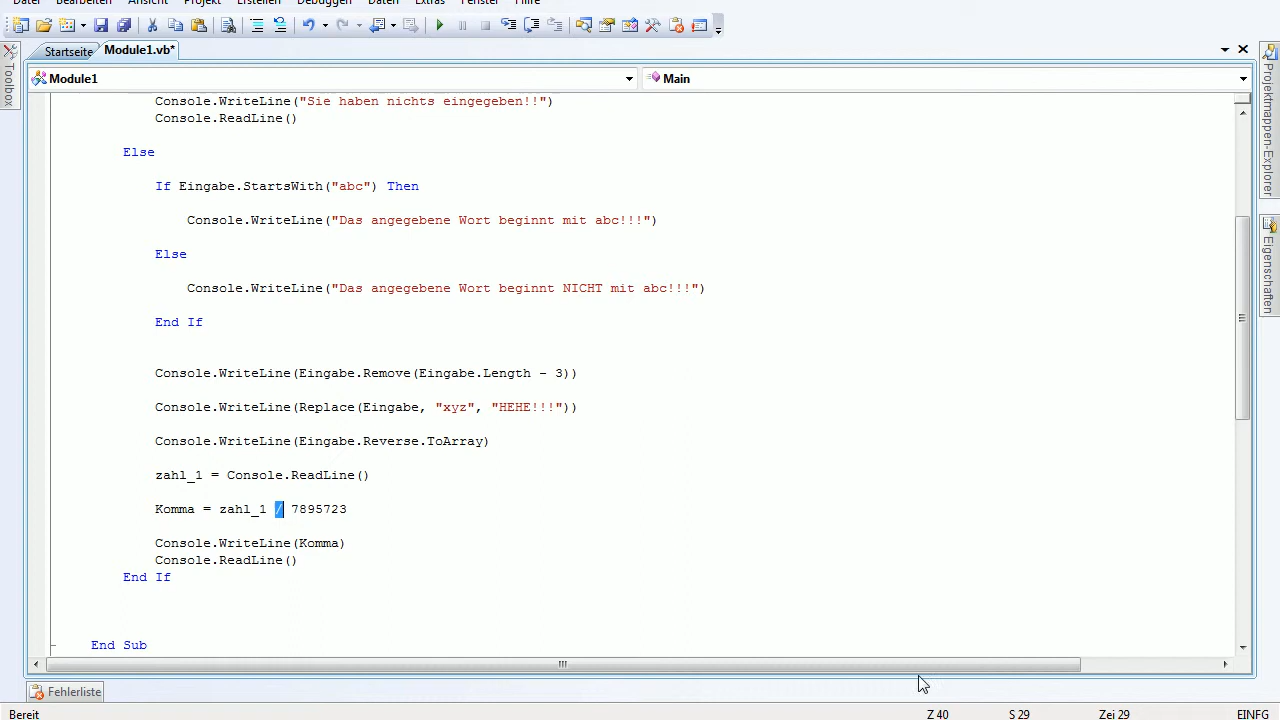 Datei Bearbeiten Ansicht Projekt Erstellen Debuggen Daten Extras Fenster Hilfe
Startseite Module1.vb*
Module1 Main
Toolbox
Console.WriteLine("Sie haben nichts eingegeben!!")
Console.ReadLine()
Else
If Eingabe.StartsWith("abc") Then
Console.WriteLine("Das angegebene Wort beginnt mit abc!!!")
Else
Console.WriteLine("Das angegebene Wort beginnt NICHT mit abc!!!")
End If
Console.WriteLine(Eingabe.Remove(Eingabe.Length - 3))
Console.WriteLine(Replace(Eingabe, "xyz", "HEHE!!!"))
Console.WriteLine(Eingabe.Reverse.ToArray)
zahl_1 = Console.ReadLine()
Komma = zahl_1 / 7895723
Console.WriteLine(Komma)
Console.ReadLine()
End If
End Sub
Projektmappen-Explorer
Eigenschaften
Fehlerliste
Bereit Z 40 S 29 Zei 29 EINFG